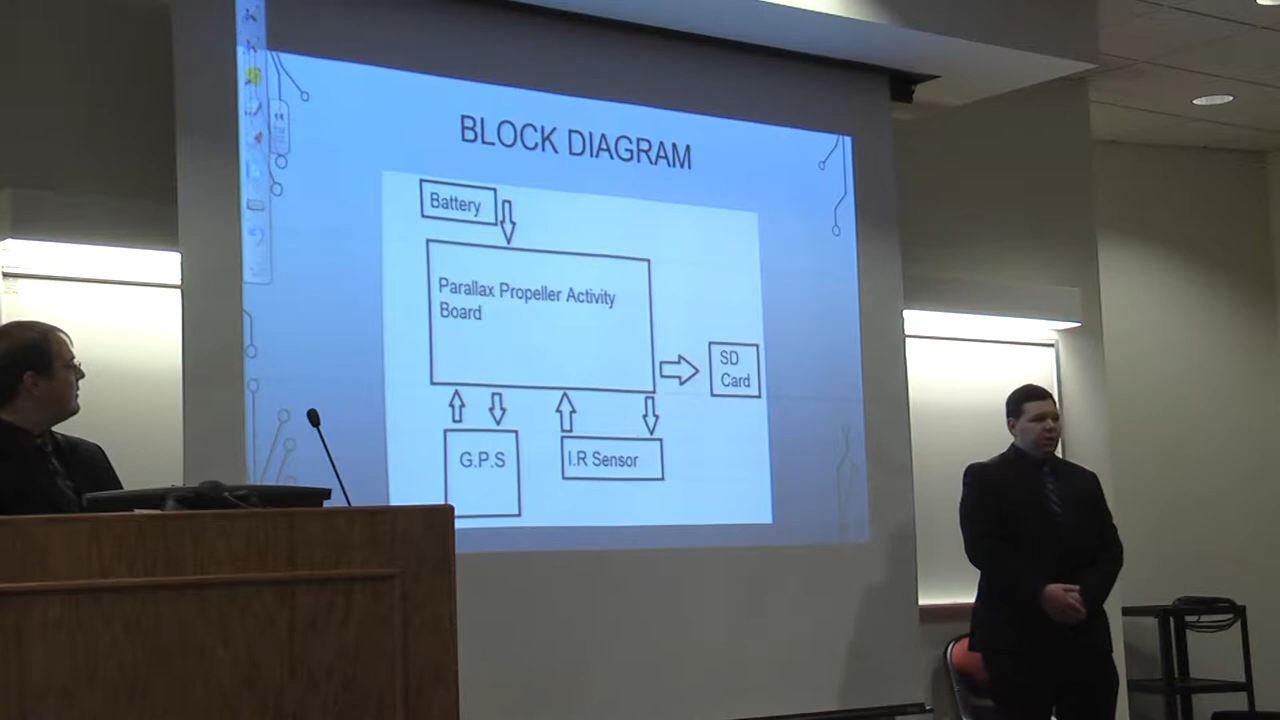 BLOCK DIAGRAM
Battery
Parallax Propeller Activity
Board
SD
Card
G.P.S
I.R Sensor